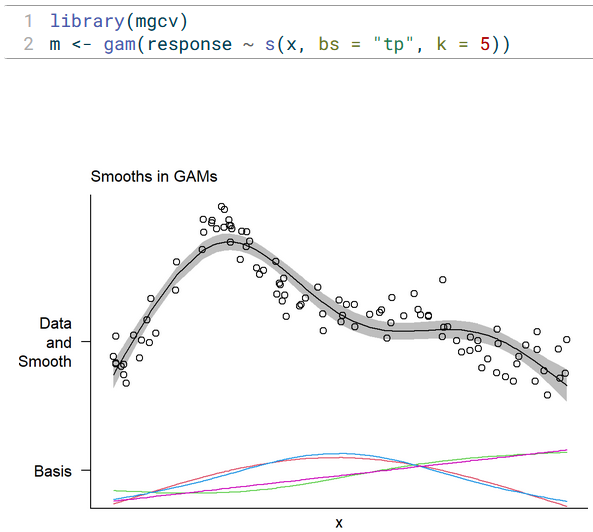 1 library(mgcv)
2 m <- gam(response ~ s(x, bs = "tp", k = 5))
Smooths in GAMs
Data
and
Smooth
Basis
x